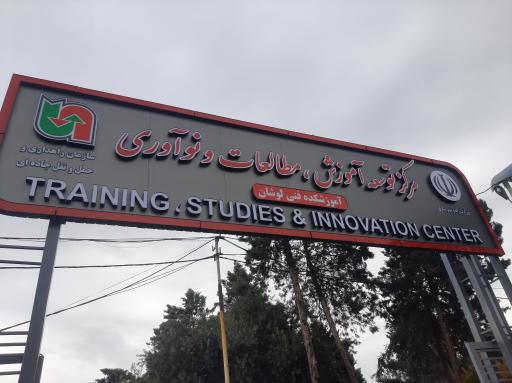 مرکز توسعه آموزش، مطالعات و نوآوری
سازمان راهداری و
حمل و نقل جاده ای
آموزشکده فنی لوشان
TRAINING, STUDIES & INNOVATION CENTER